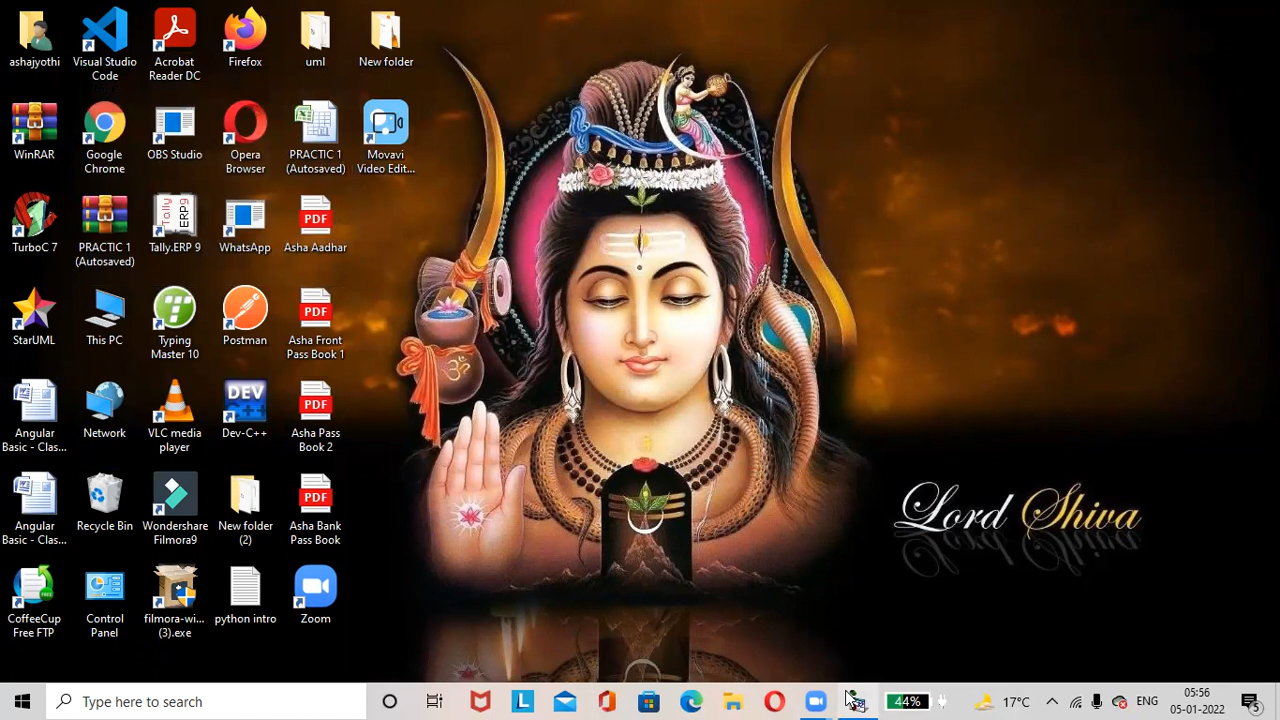 ashajyothi
Visual Studio
Code
Acrobat
Reader DC
Firefox
uml
New folder
WinRAR
Google
Chrome
OBS Studio
Opera
Browser
PRACTIC 1
(Autosaved)
Movavi
Video Edit...
TurboC 7
PRACTIC 1
(Autosaved)
Tally
ERP9
Tally.ERP 9
WhatsApp
PDF
Asha Aadhar
StarUML
This PC
Typing
Master 10
Postman
PDF
Asha Front
Pass Book 1
Angular
Basic - Clas...
Network
VLC media
player
DEV
C++
Dev-C++
PDF
Asha Pass
Book 2
Angular
Basic - Clas...
Recycle Bin
Wondershare
Filmora9
New folder
(2)
PDF
Asha Bank
Pass Book
CoffeeCup
Free FTP
Control
Panel
filmora-wi...
(3).exe
python intro
Zoom
ॐ
Lord Shiva
Type here to search
L
44%
17°C
ENG
05:56
05-01-2022
5